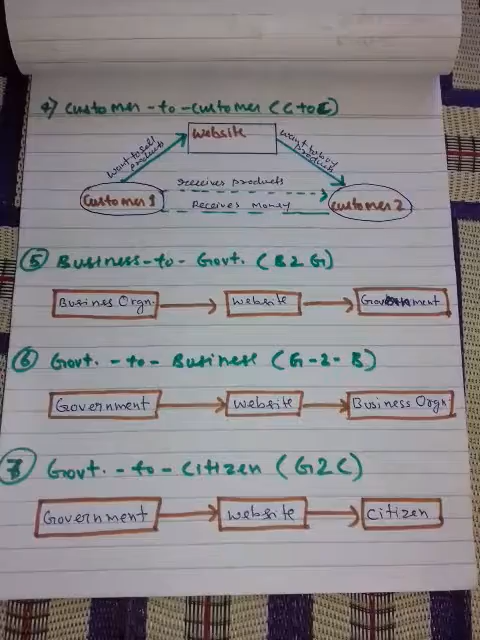 4) Customer-to-Customer (C to C)
Website
Want to sell products
Want to buy products
receives products
Customer 1
Customer 2
Receives Money
5 Business-to-Govt. (B2G)
Business Orgn.
Website
Government
6 Govt.-to-Business (G-2-B)
Government
Website
Business Orgn
7 Govt.-to-Citizen (G2C)
Government
Website
Citizen